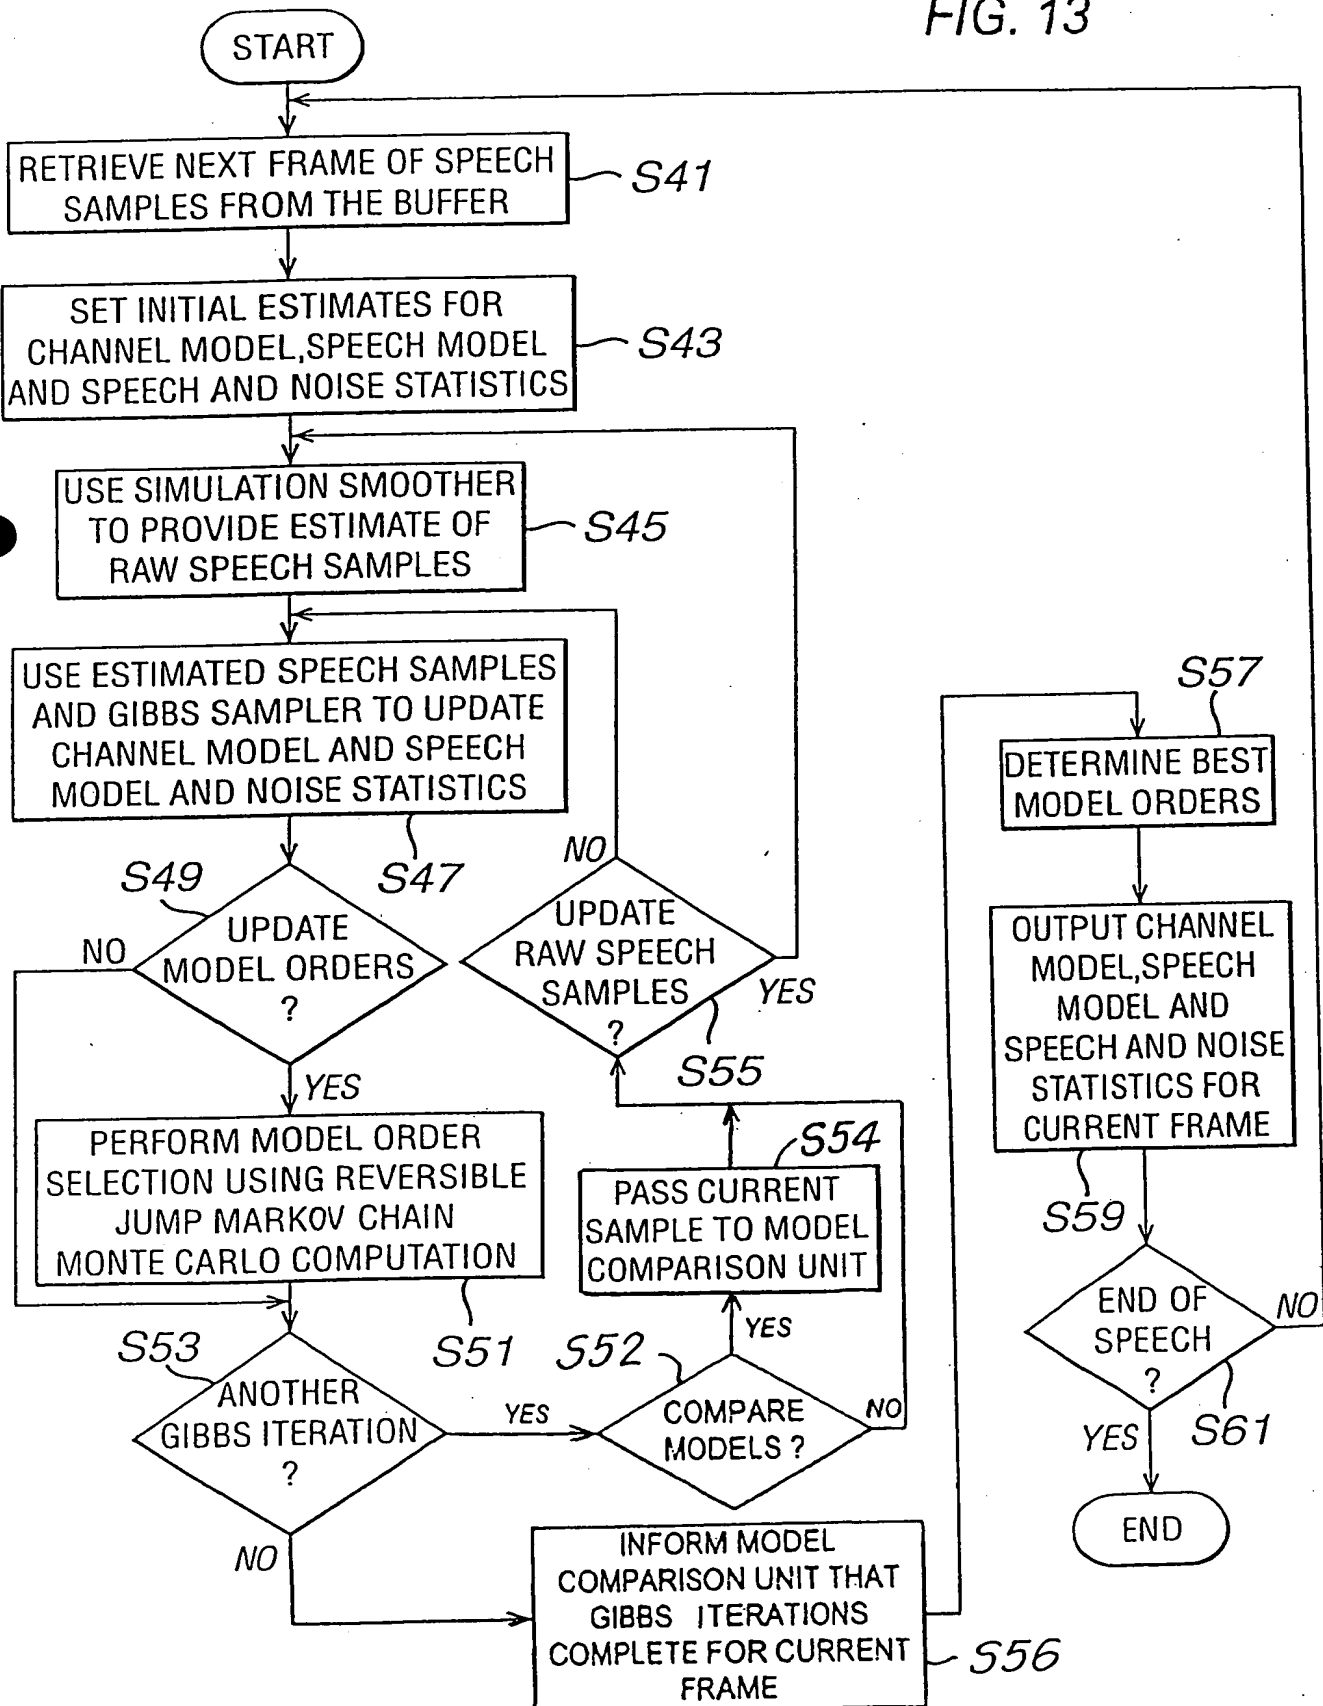 FIG. 13
START
RETRIEVE NEXT FRAME OF SPEECH
SAMPLES FROM THE BUFFER
S41
SET INITIAL ESTIMATES FOR
CHANNEL MODEL,SPEECH MODEL
AND SPEECH AND NOISE STATISTICS
S43
USE SIMULATION SMOOTHER
TO PROVIDE ESTIMATE OF
RAW SPEECH SAMPLES
S45
USE ESTIMATED SPEECH SAMPLES
AND GIBBS SAMPLER TO UPDATE
CHANNEL MODEL AND SPEECH
MODEL AND NOISE STATISTICS
S47
S49
UPDATE
MODEL ORDERS
?
NO
YES
PERFORM MODEL ORDER
SELECTION USING REVERSIBLE
JUMP MARKOV CHAIN
MONTE CARLO COMPUTATION
S51
S53
ANOTHER
GIBBS ITERATION
?
YES
NO
S52
COMPARE
MODELS ?
YES
NO
S54
PASS CURRENT
SAMPLE TO MODEL
COMPARISON UNIT
NO
UPDATE
RAW SPEECH
SAMPLES
?
YES
S55
INFORM MODEL
COMPARISON UNIT THAT
GIBBS ITERATIONS
COMPLETE FOR CURRENT
FRAME
S56
S57
DETERMINE BEST
MODEL ORDERS
OUTPUT CHANNEL
MODEL,SPEECH
MODEL AND
SPEECH AND NOISE
STATISTICS FOR
CURRENT FRAME
S59
END OF
SPEECH
?
NO
YES
S61
END